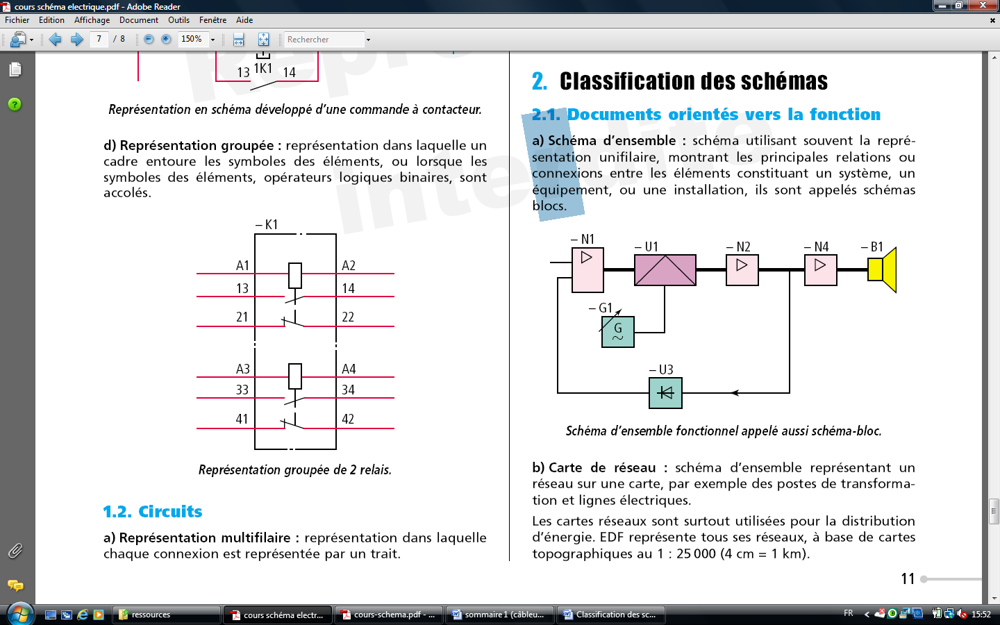 cours schéma electrique.pdf - Adobe Reader
Fichier Edition Affichage Document Outils Fenêtre Aide
7 / 8 150% Rechercher
13 1K1 14
Représentation en schéma développé d’une commande à contacteur.
d) Représentation groupée : représentation dans laquelle un
cadre entoure les symboles des éléments, ou lorsque les
symboles des éléments, opérateurs logiques binaires, sont
accolés.
– K1
A1 A2
13 14
21 22
A3 A4
33 34
41 42
Représentation groupée de 2 relais.
1.2. Circuits
a) Représentation multifilaire : représentation dans laquelle
chaque connexion est représentée par un trait.
2. Classification des schémas
2.1. Documents orientés vers la fonction
a) Schéma d’ensemble : schéma utilisant souvent la repré-
sentation unifilaire, montrant les principales relations ou
connexions entre les éléments constituant un système, un
équipement, ou une installation, ils sont appelés schémas
blocs.
– N1 – U1 – N2 – N4 – B1
– G1
G
– U3
Schéma d’ensemble fonctionnel appelé aussi schéma-bloc.
b) Carte de réseau : schéma d’ensemble représentant un
réseau sur une carte, par exemple des postes de transforma-
tion et lignes électriques.
Les cartes réseaux sont surtout utilisées pour la distribution
d’énergie. EDF représente tous ses réseaux, à base de cartes
topographiques au 1 : 25 000 (4 cm = 1 km).
11
Interdite
ressources
cours schéma electr...
cours-schema.pdf - ...
sommaire 1 (câbleu...
Classification des sc...
FR 15:52